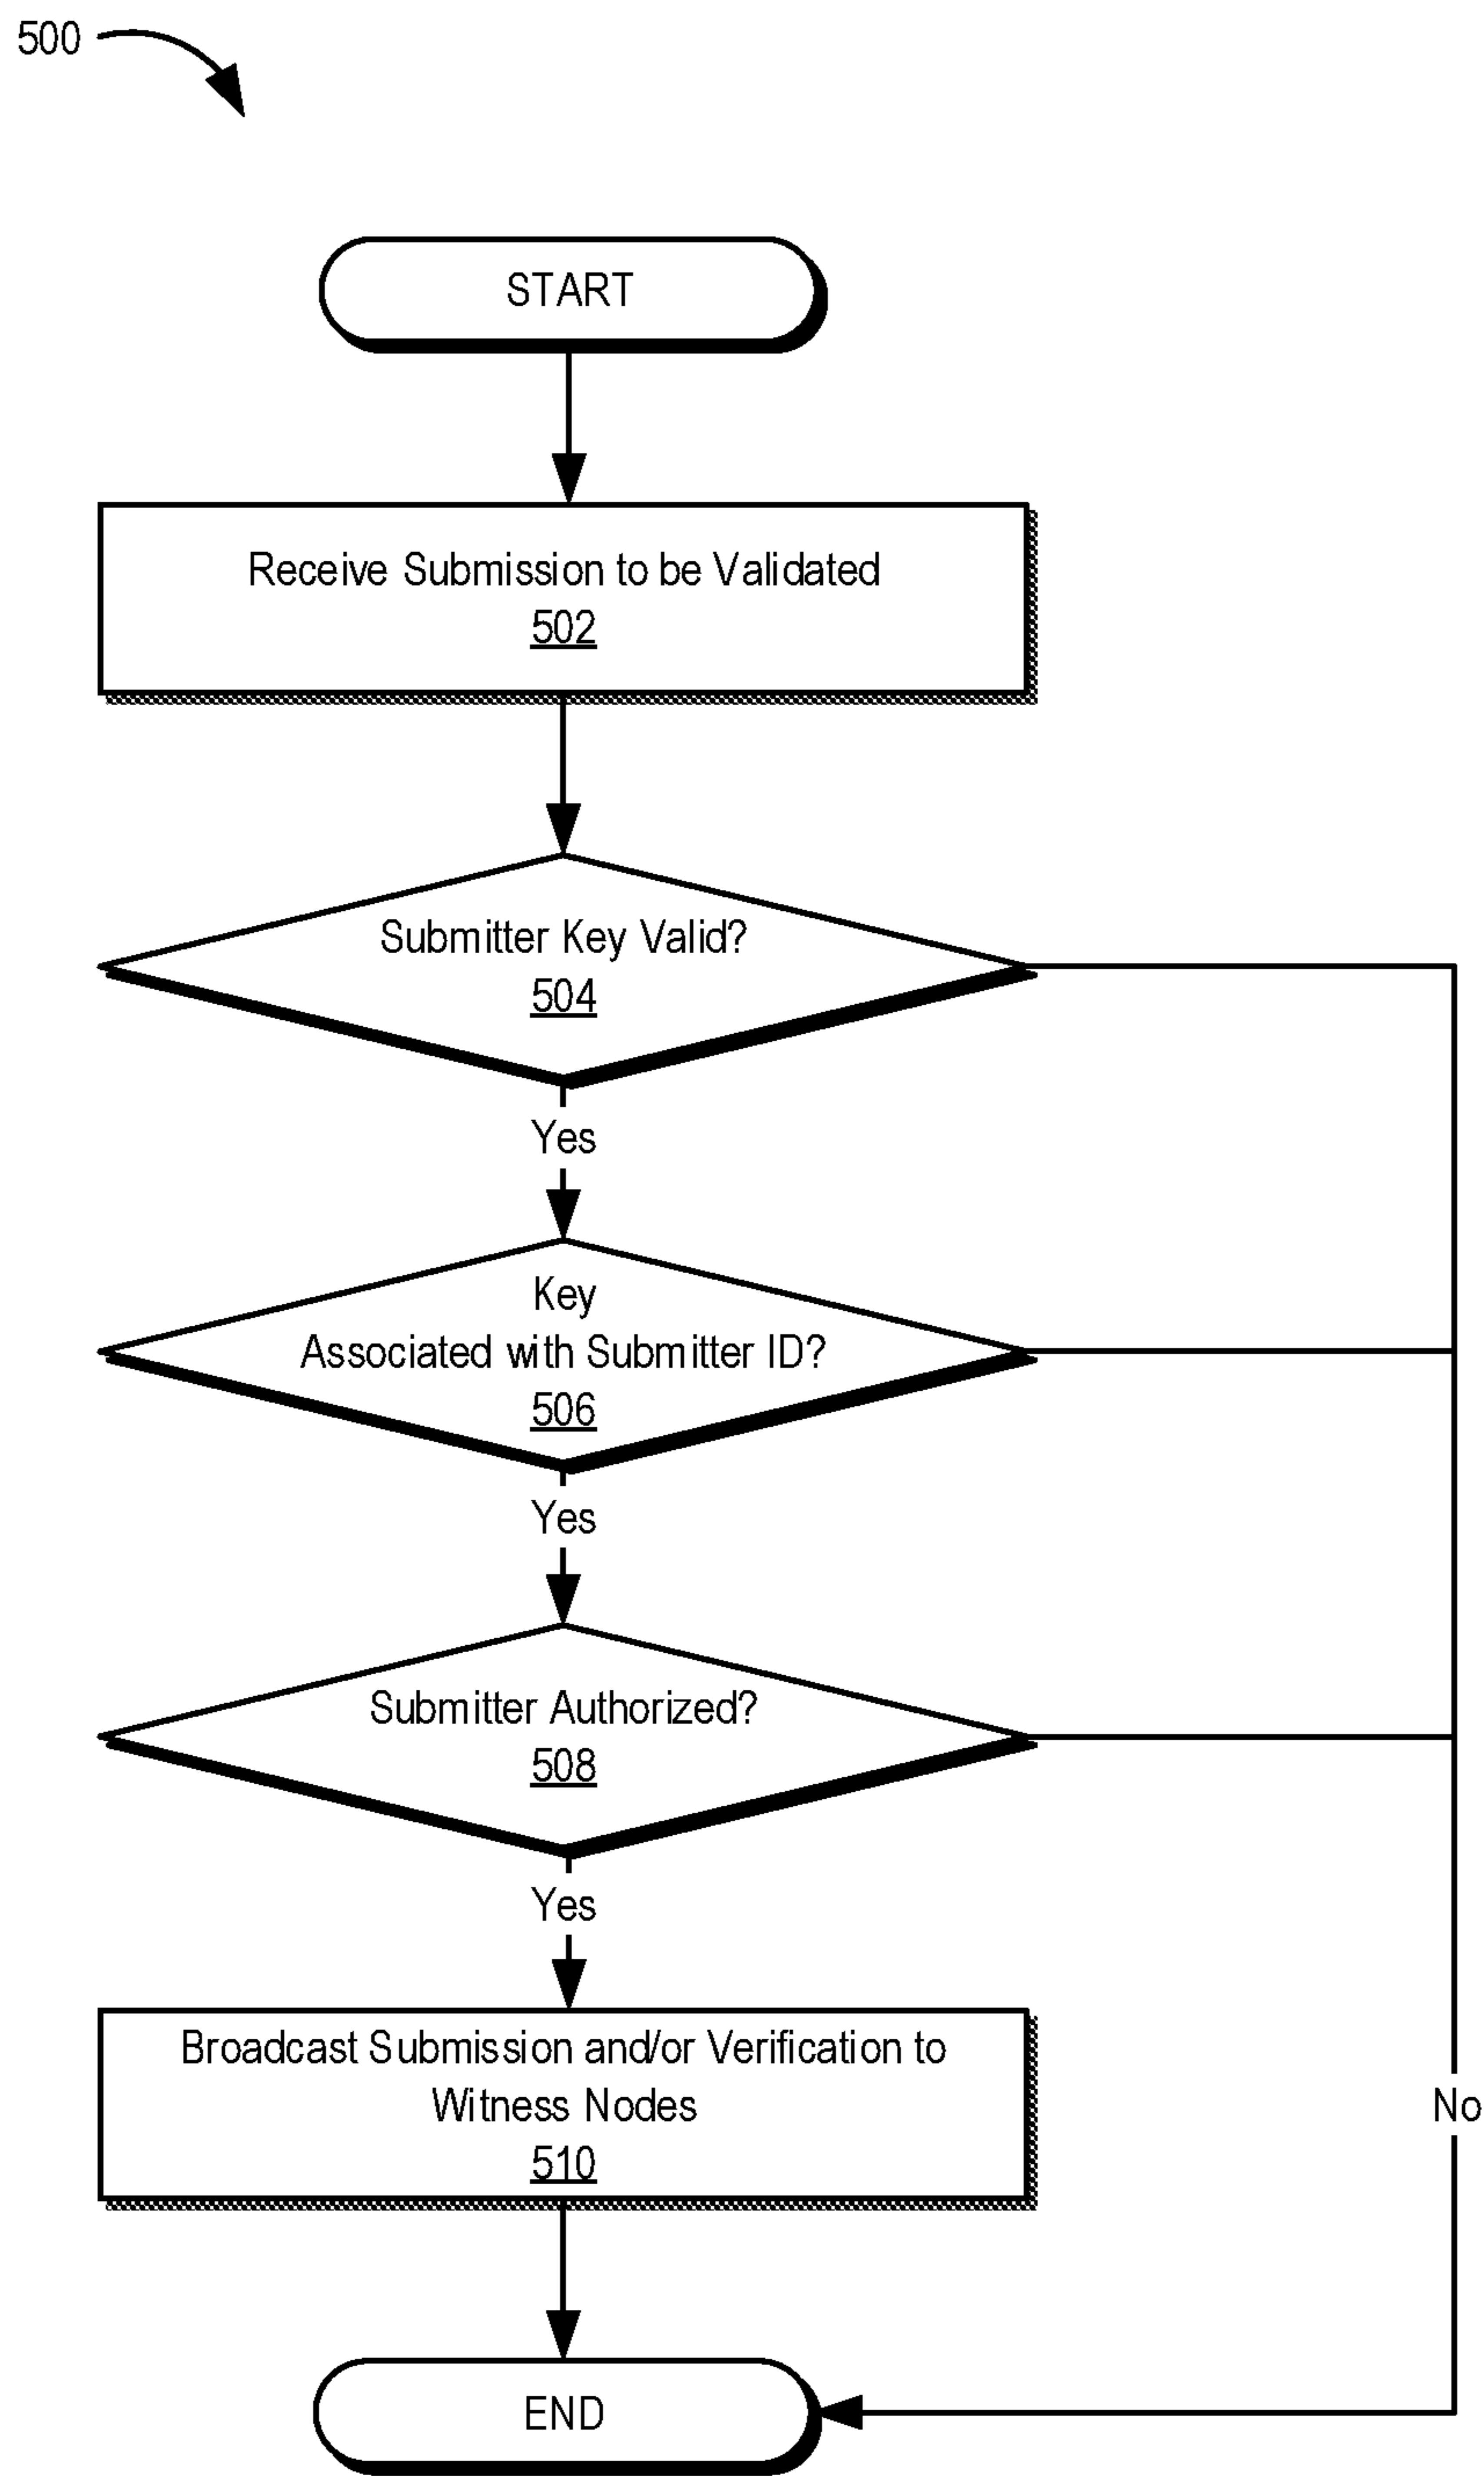 500
START
Receive Submission to be Validated
502
Submitter Key Valid?
504
Yes
Key
Associated with Submitter ID?
506
Yes
Submitter Authorized?
508
Yes
Broadcast Submission and/or Verification to
Witness Nodes
510
No
END